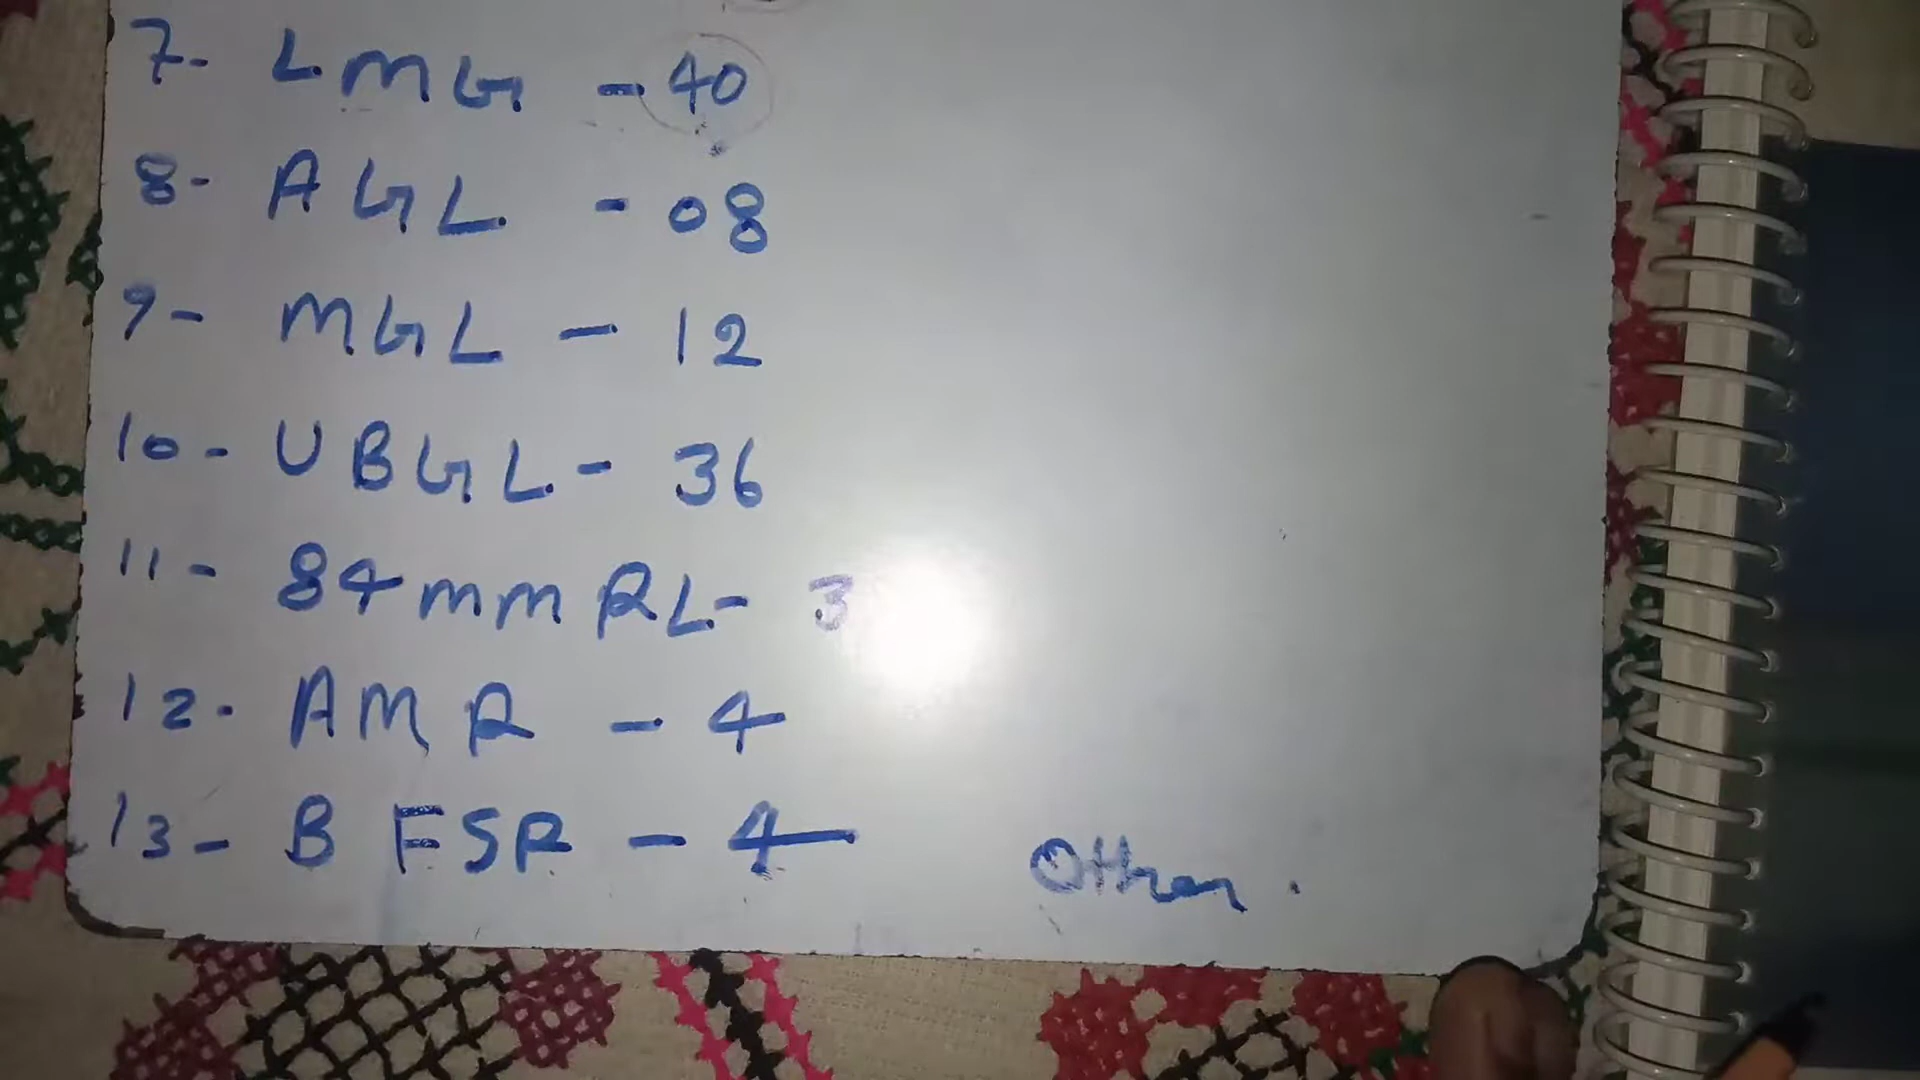 7- LMG - 40
8- AGL - 08
9- MGL - 12
10- UBGL - 36
11- 84mm RL - 3
12- AMR - 4
13- BFSR - 4
Other.